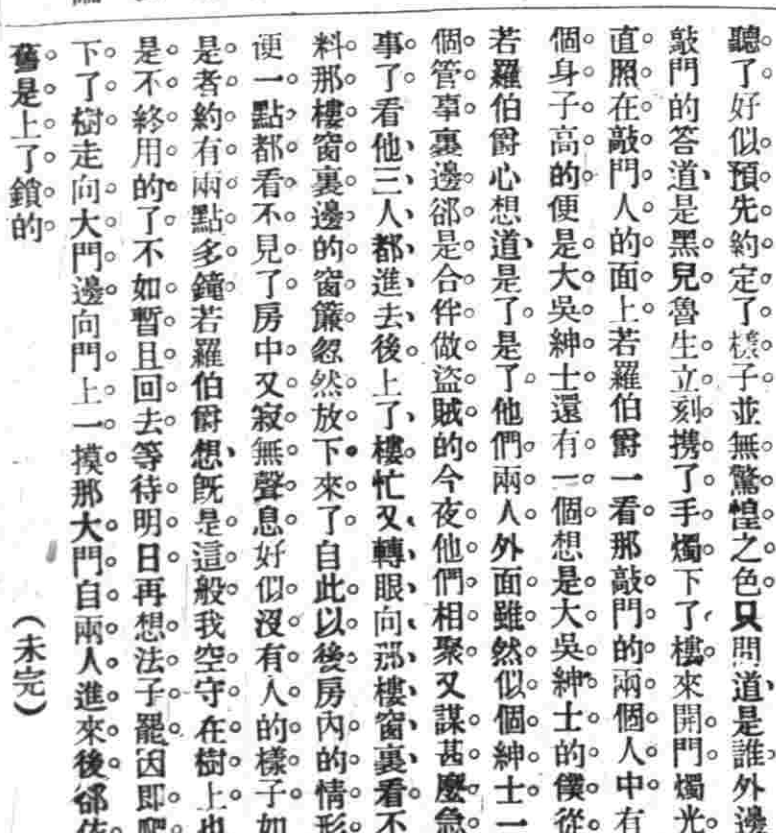 聽了好似預先約定了樣子並無驚惶之色只問道是誰外邊
敲門的答道是黑兒魯生立刻携了手燭下了樓來開門燭光
直照在敲門人的面上若羅伯爵一看那敲門的兩個人中有
個身子高的便是大吳紳士還有一個想是大吳紳士的僕從
若羅伯爵心想道是了是了他們兩人外面雖然似個紳士一
個管事裏邊卻是合伴做盜賊的今夜他們相聚又謀甚麼急
事了看他三人都進去後上了樓忙又轉眼向那樓窗裏看不
料那樓窗裏邊的窗簾忽然放下來了自此以後房內的情形
便一點都看不見了房中又寂無聲息好似沒有人的樣子如
是者約有兩點多鐘若羅伯爵想既是這般我空守在樹上也
是不終用的了不如暫且回去等待明日再想法子罷因即爬
下了樹走向大門邊向門上一摸那大門自兩人進來後卻依
舊是上了鎖的
（未完）